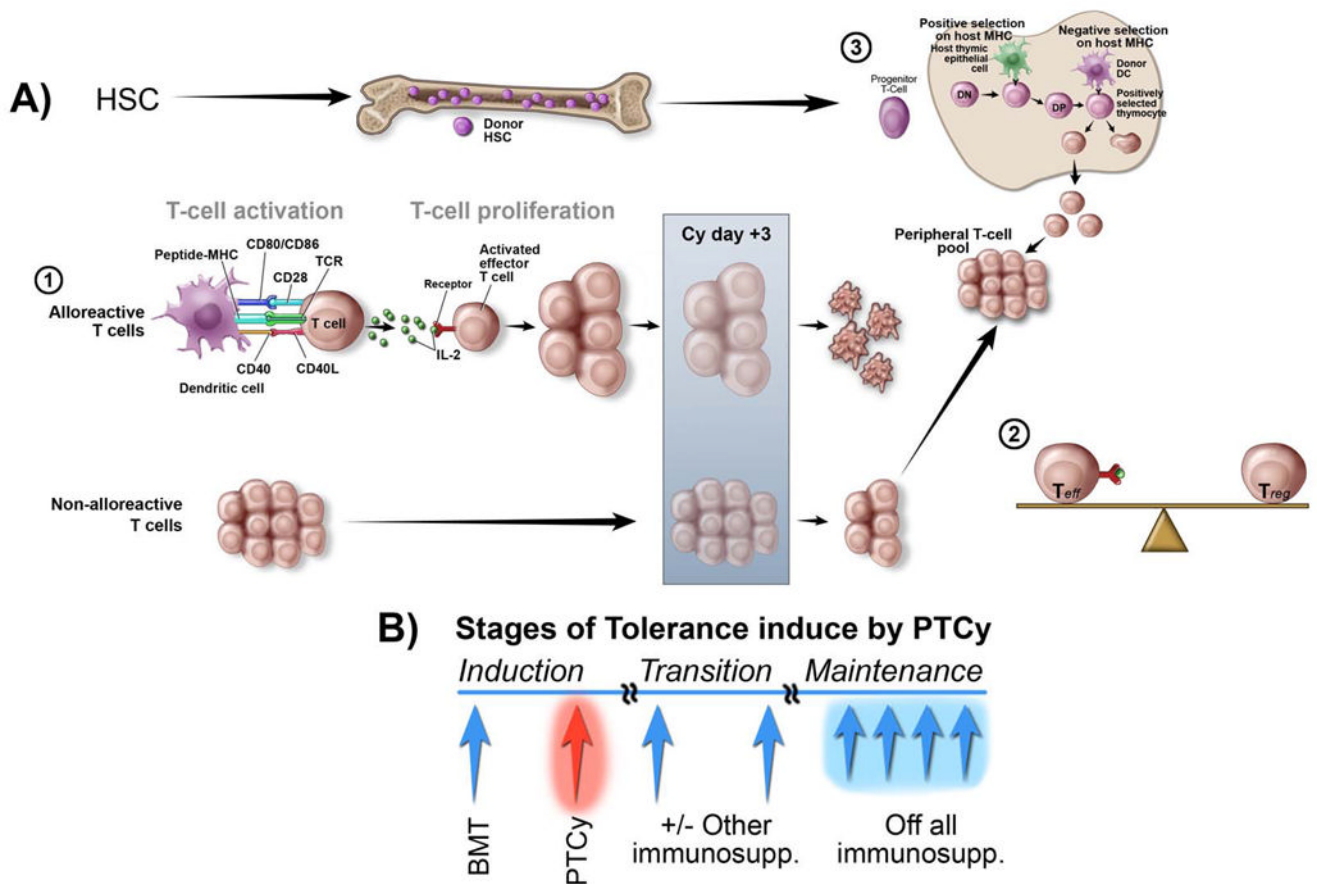 A)
HSC
Donor
HSC
3
Progenitor
T-Cell
Positive selection
on host MHC
Host thymic
epithelial
cell
Negative selection
on host MHC
Donor
DC
DN
DP
Positively
selected
thymocyte
T-cell activation
T-cell proliferation
1
Alloreactive
T cells
Peptide-MHC
CD80/CD86
CD28
TCR
T cell
CD40
CD40L
Dendritic cell
Receptor
Activated
effector
T cell
IL-2
Cy day +3
Peripheral T-cell
pool
2
Teff
Treg
Non-alloreactive
T cells
B)
Stages of Tolerance induce by PTCy
Induction
Transition
Maintenance
BMT
PTCy
+/- Other
immunosupp.
Off all
immunosupp.